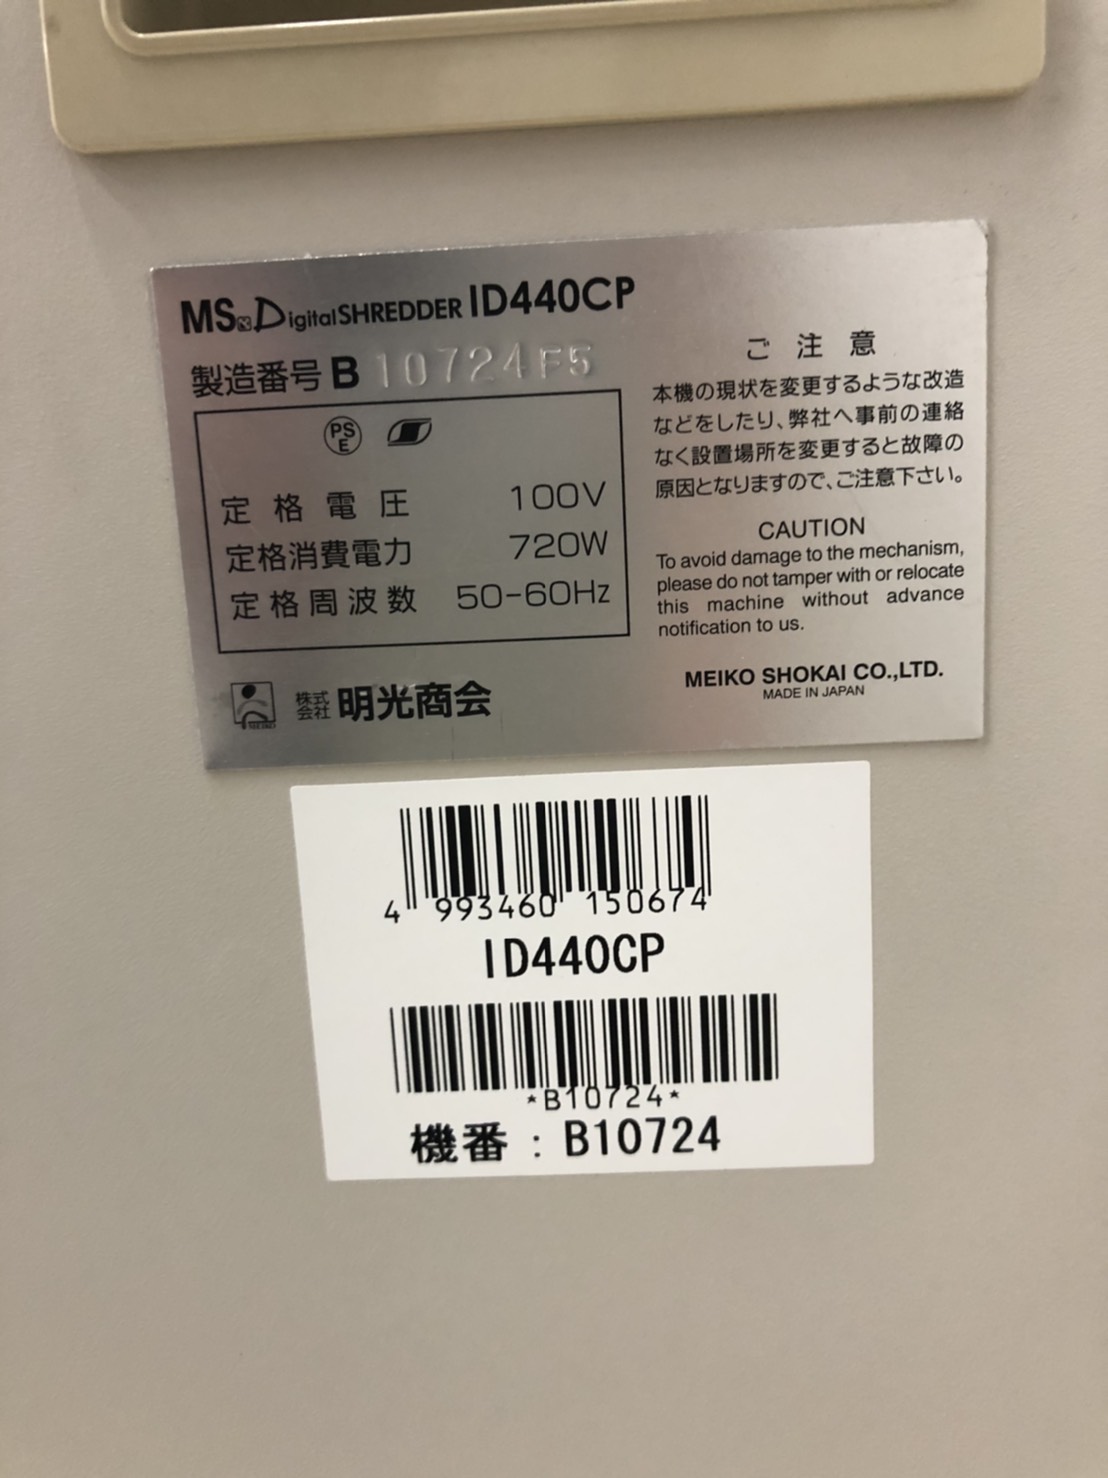 MS DigitalSHREDDER ID440CP
製造番号 B 10724F5
PS
E
定格電圧 100V
定格消費電力 720W
定格周波数 50-60Hz
株式会社 明光商会
ご注意
本機の現状を変更するような改造
などをしたり、弊社へ事前の連絡
なく設置場所を変更すると故障の
原因となりますので、ご注意下さい。
CAUTION
To avoid damage to the mechanism,
please do not tamper with or relocate
this machine without advance
notification to us.
MEIKO SHOKAI CO.,LTD.
MADE IN JAPAN
4 993460 150674
ID440CP
*B10724*
機番：B10724